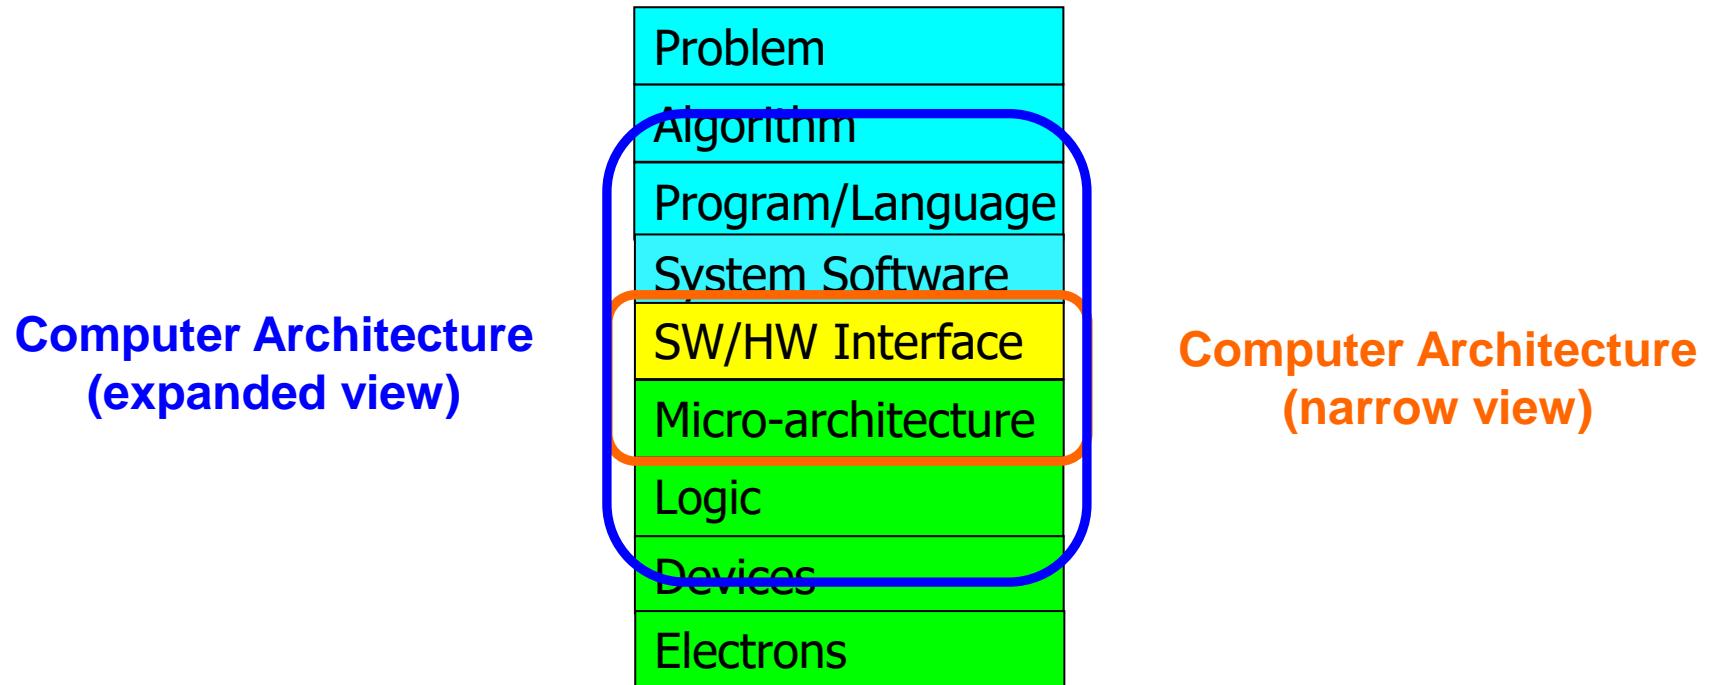 Problem
Algorithm
Program/Language
System Software
Computer Architecture
(expanded view)
SW/HW Interface
Computer Architecture
(narrow view)
Micro-architecture
Logic
Devices
Electrons